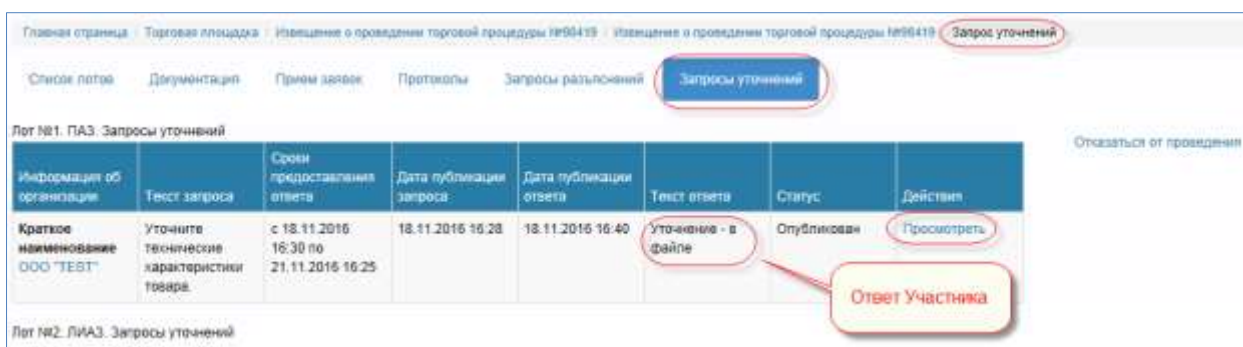 Главная страница / Торговая площадка / Извещение о проведении торговой процедуры №98419 / Извещение о проведении торговой процедуры №98419 / Запрос уточнений
Список лотов Документация Прием заявок Протоколы Запросы разъяснений Запросы уточнений
Лот №1. ПАЗ. Запросы уточнений
Отказаться от проведения
Информация об организации Текст запроса Сроки предоставления ответа Дата публикации запроса Дата публикации ответа Текст ответа Статус Действия
Краткое Уточните с 18.11.2016 18.11.2016 16:28 18.11.2016 16:40 Уточнение - в Опубликован Просмотреть
наименование технические 16:30 по файле
ООО "TEST" характеристики 21.11.2016 16:25
товара.
Ответ Участника
Лот №2. ЛИАЗ. Запросы уточнений